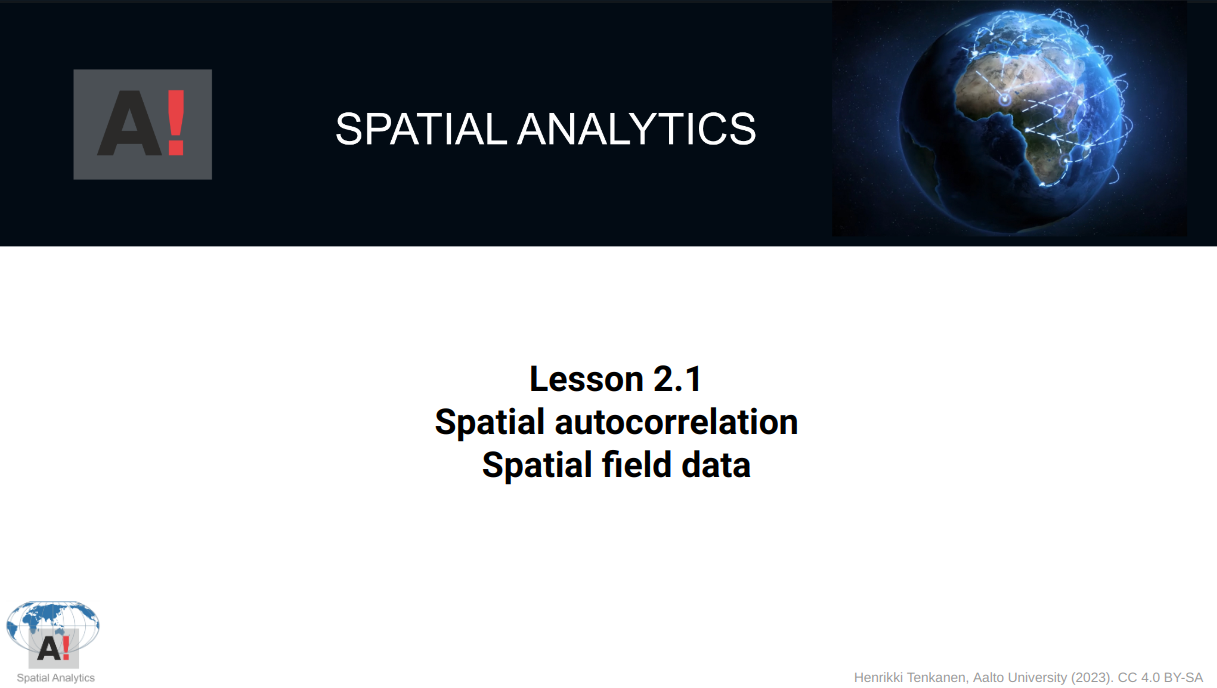 A!
SPATIAL ANALYTICS
Lesson 2.1
Spatial autocorrelation
Spatial field data
A!
Spatial Analytics
Henrikki Tenkanen, Aalto University (2023). CC 4.0 BY-SA